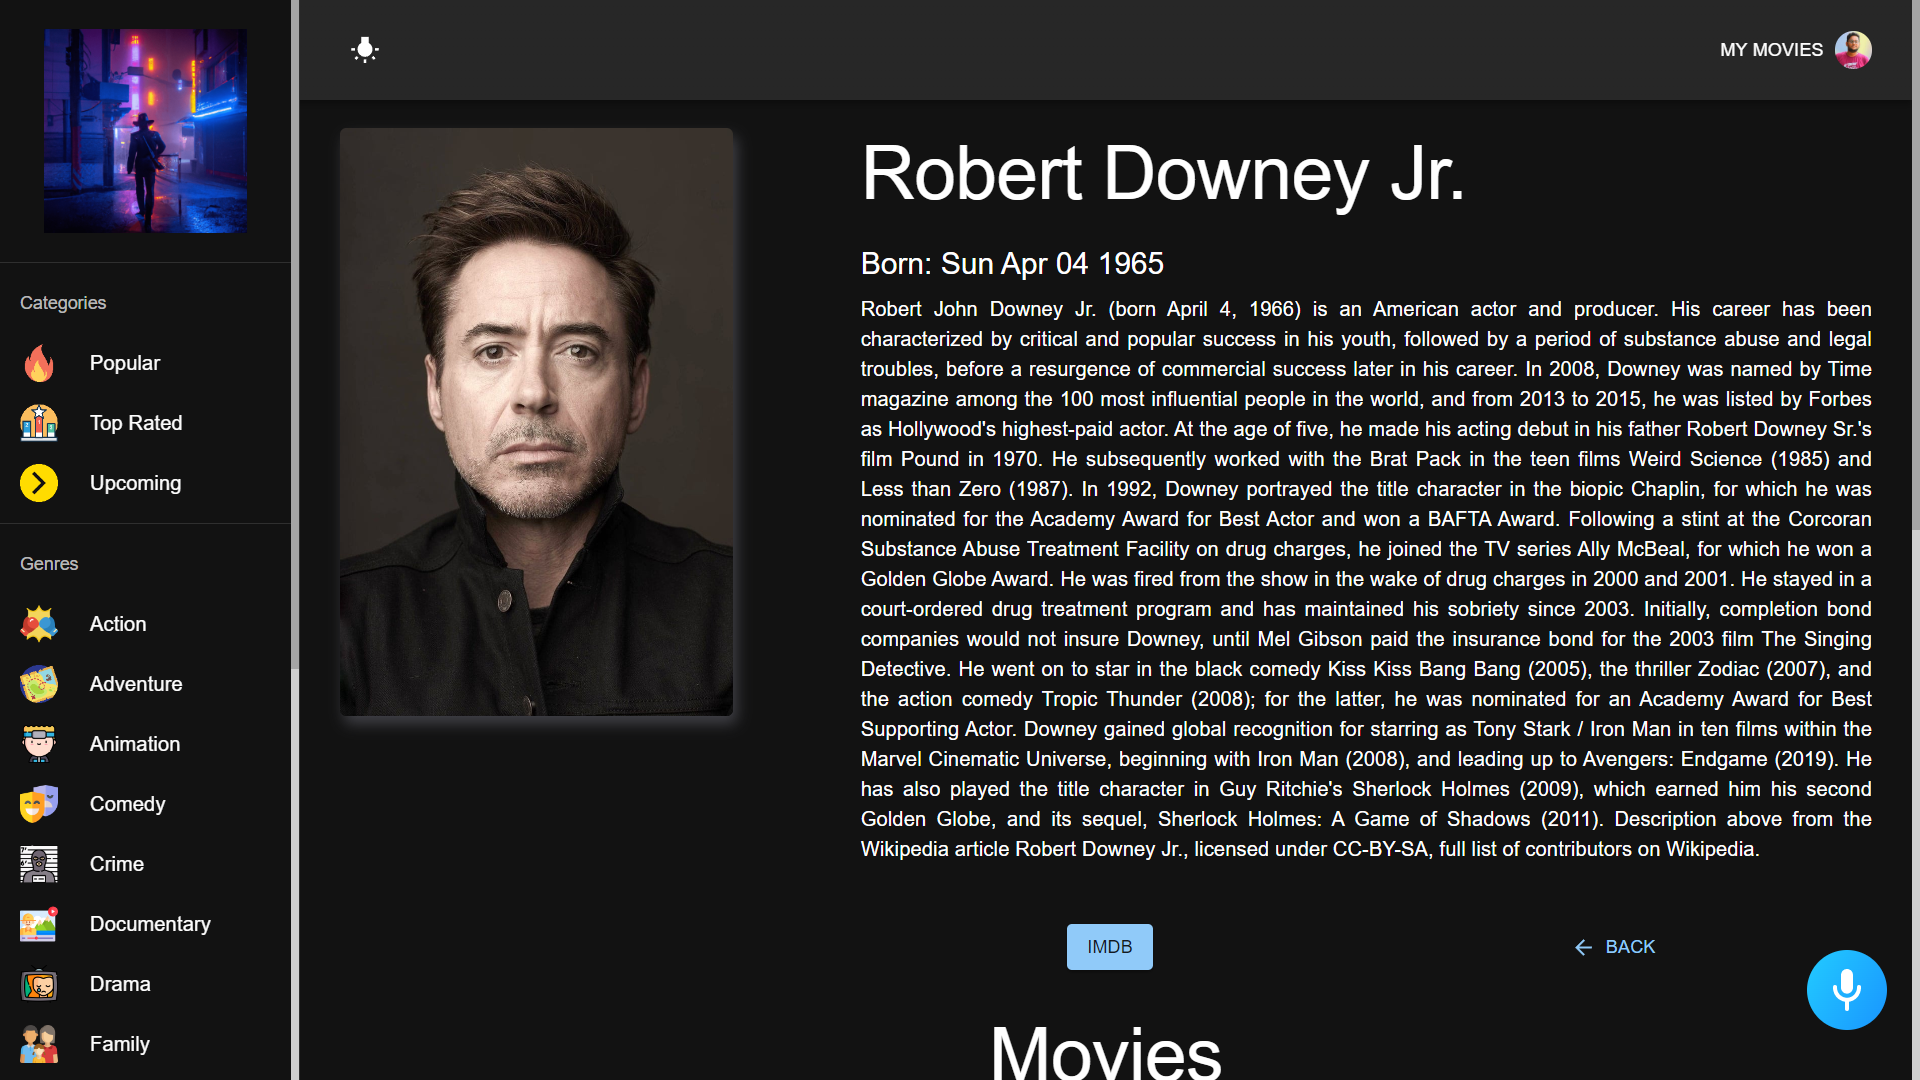 MY MOVIES
Categories
Popular
Top Rated
Upcoming
Genres
Action
Adventure
Animation
Comedy
Crime
Documentary
Drama
Family
Robert Downey Jr.
Born: Sun Apr 04 1965
Robert John Downey Jr. (born April 4, 1966) is an American actor and producer. His career has been
characterized by critical and popular success in his youth, followed by a period of substance abuse and legal
troubles, before a resurgence of commercial success later in his career. In 2008, Downey was named by Time
magazine among the 100 most influential people in the world, and from 2013 to 2015, he was listed by Forbes
as Hollywood's highest-paid actor. At the age of five, he made his acting debut in his father Robert Downey Sr.'s
film Pound in 1970. He subsequently worked with the Brat Pack in the teen films Weird Science (1985) and
Less than Zero (1987). In 1992, Downey portrayed the title character in the biopic Chaplin, for which he was
nominated for the Academy Award for Best Actor and won a BAFTA Award. Following a stint at the Corcoran
Substance Abuse Treatment Facility on drug charges, he joined the TV series Ally McBeal, for which he won a
Golden Globe Award. He was fired from the show in the wake of drug charges in 2000 and 2001. He stayed in a
court-ordered drug treatment program and has maintained his sobriety since 2003. Initially, completion bond
companies would not insure Downey, until Mel Gibson paid the insurance bond for the 2003 film The Singing
Detective. He went on to star in the black comedy Kiss Kiss Bang Bang (2005), the thriller Zodiac (2007), and
the action comedy Tropic Thunder (2008); for the latter, he was nominated for an Academy Award for Best
Supporting Actor. Downey gained global recognition for starring as Tony Stark / Iron Man in ten films within the
Marvel Cinematic Universe, beginning with Iron Man (2008), and leading up to Avengers: Endgame (2019). He
has also played the title character in Guy Ritchie's Sherlock Holmes (2009), which earned him his second
Golden Globe, and its sequel, Sherlock Holmes: A Game of Shadows (2011). Description above from the
Wikipedia article Robert Downey Jr., licensed under CC-BY-SA, full list of contributors on Wikipedia.
IMDB
BACK
Movies